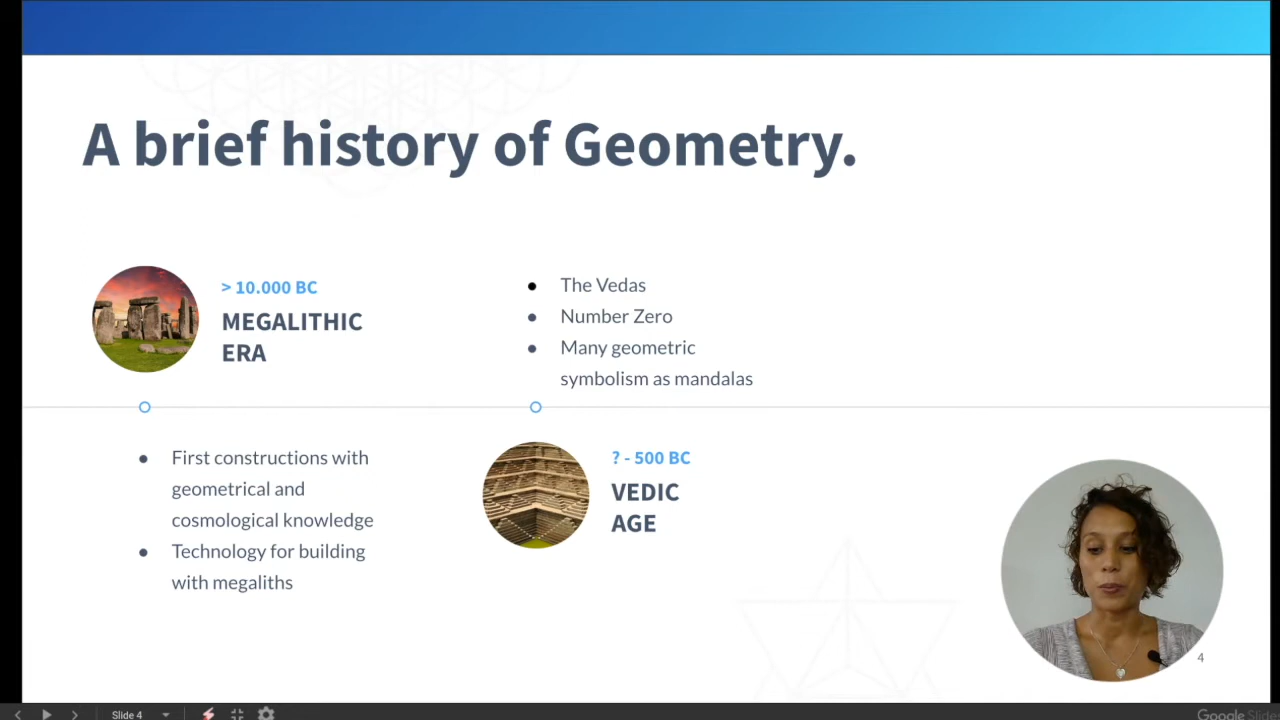 A brief history of Geometry.
> 10.000 BC
MEGALITHIC
ERA
● First constructions with
geometrical and
cosmological knowledge
● Technology for building
with megaliths
● The Vedas
● Number Zero
● Many geometric
symbolism as mandalas
? - 500 BC
VEDIC
AGE
4
Slide 4
Google Slide